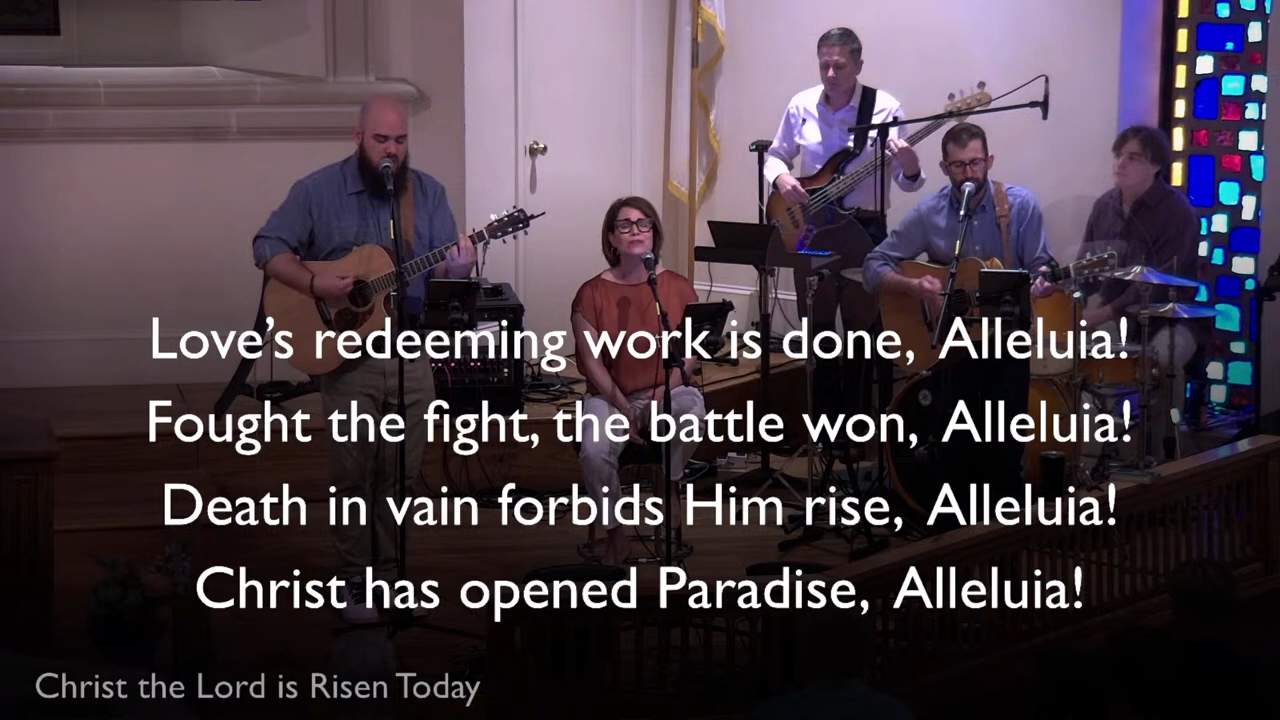 Love’s redeeming work is done, Alleluia!
Fought the fight, the battle won, Alleluia!
Death in vain forbids Him rise, Alleluia!
Christ has opened Paradise, Alleluia!
Christ the Lord is Risen Today